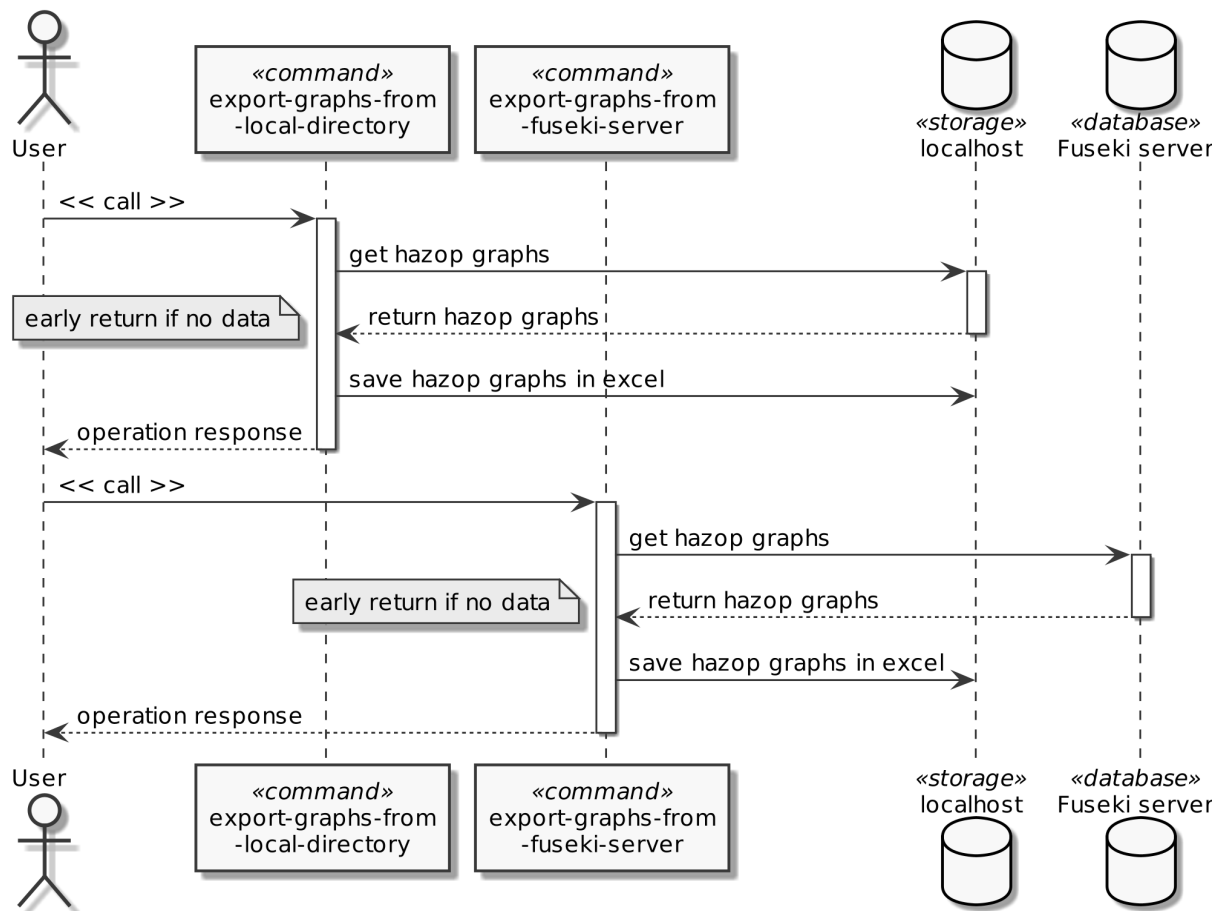 User
«command»
export-graphs-from
-local-directory
«command»
export-graphs-from
-fuseki-server
«storage»
localhost
«database»
Fuseki server
<< call >>
get hazop graphs
early return if no data
return hazop graphs
save hazop graphs in excel
operation response
<< call >>
get hazop graphs
early return if no data
return hazop graphs
save hazop graphs in excel
operation response
User
«command»
export-graphs-from
-local-directory
«command»
export-graphs-from
-fuseki-server
«storage»
localhost
«database»
Fuseki server